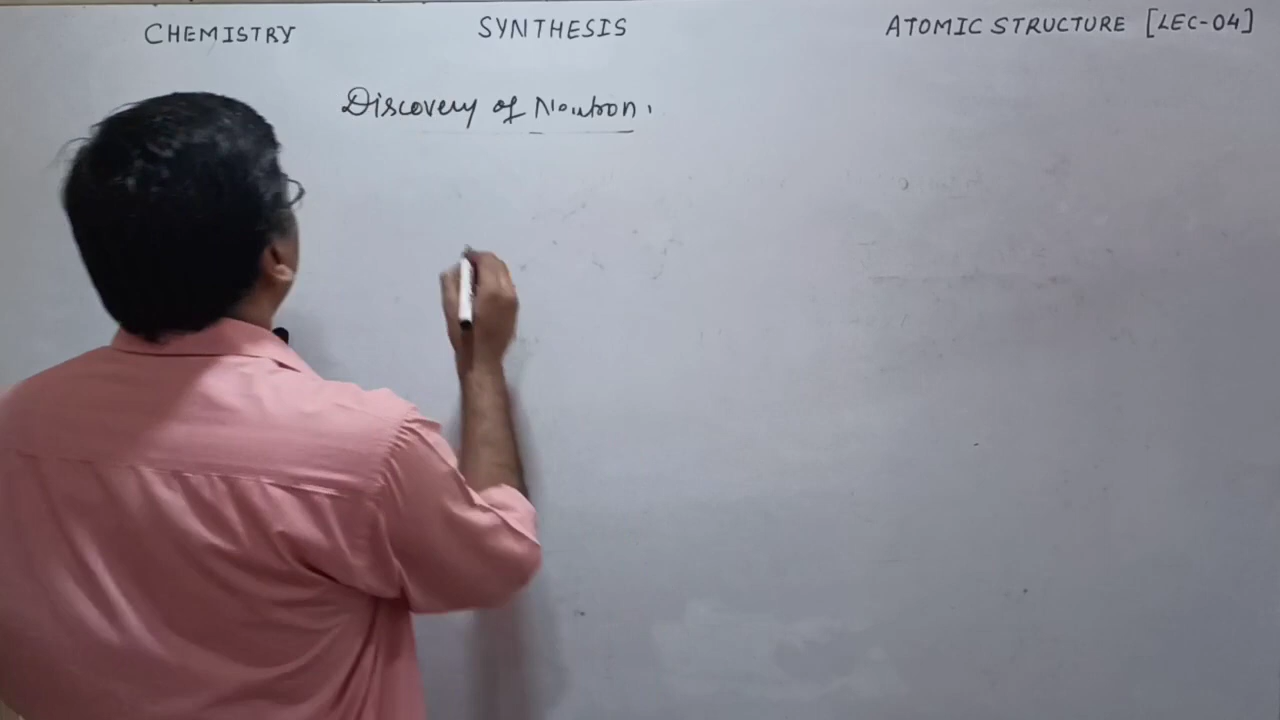 CHEMISTRY SYNTHESIS ATOMIC STRUCTURE [LEC-04]
Discovery of Neutron.